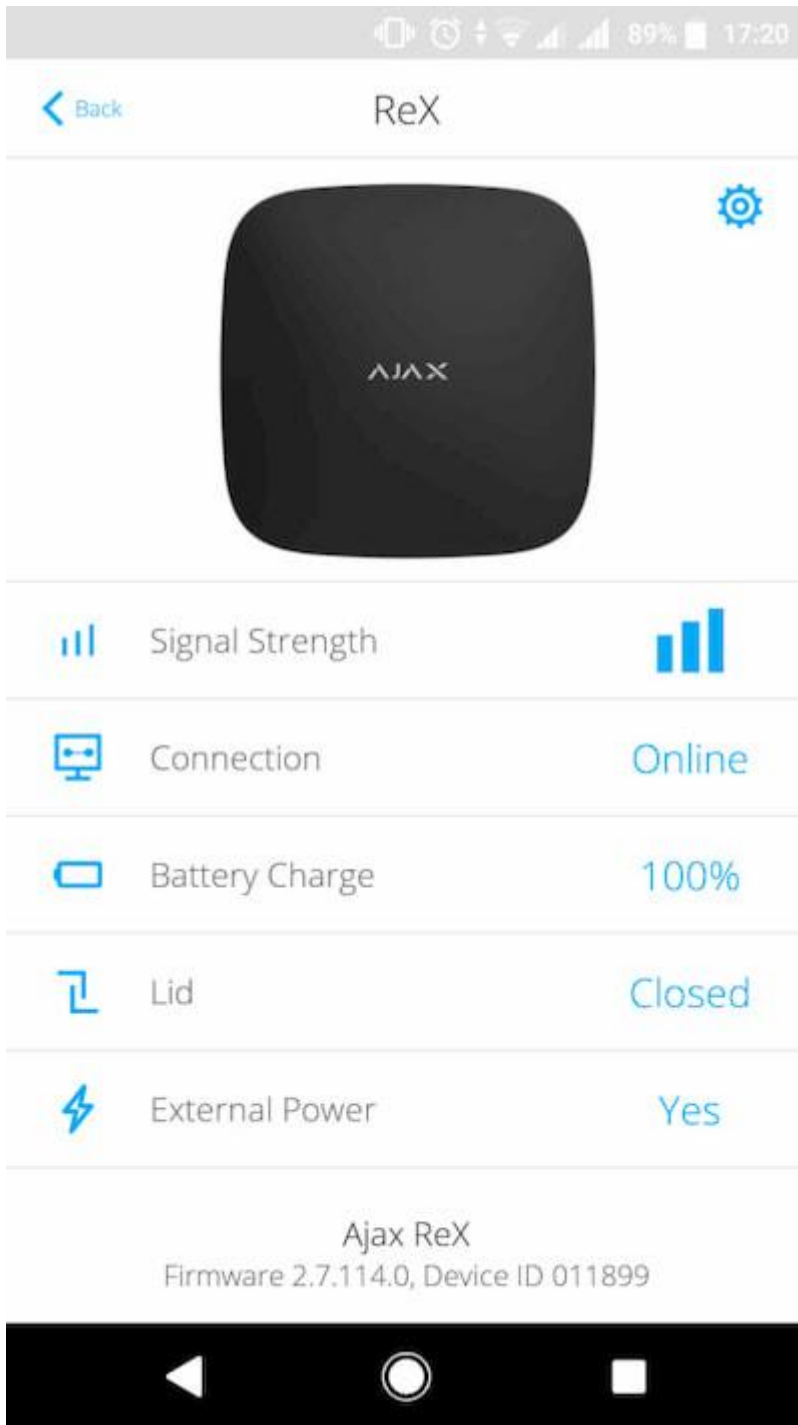 89% 17:20
Back
ReX
AJAX
Signal Strength
Connection Online
Battery Charge 100%
Lid Closed
External Power Yes
Ajax ReX
Firmware 2.7.114.0, Device ID 011899